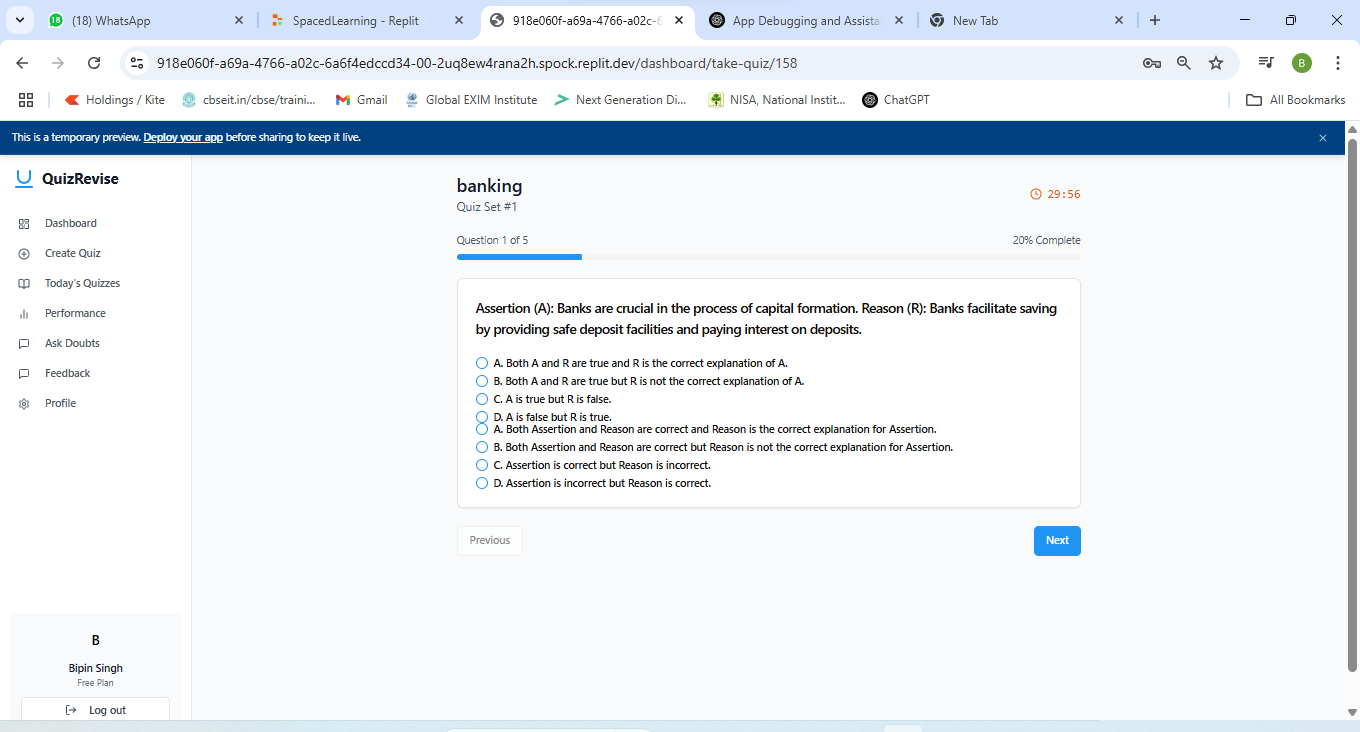 18
(18) WhatsApp
SpacedLearning - Replit
918e060f-a69a-4766-a02c-6
App Debugging and Assista
New Tab
918e060f-a69a-4766-a02c-6a6f4edccd34-00-2uq8ew4rana2h.spock.replit.dev/dashboard/take-quiz/158
B
Holdings / Kite
cbseit.in/cbse/traini...
Gmail
Global EXIM Institute
Next Generation Di...
NISA, National Instit...
ChatGPT
All Bookmarks
This is a temporary preview. Deploy your app before sharing to keep it live.
QuizRevise
Dashboard
Create Quiz
Today's Quizzes
Performance
Ask Doubts
Feedback
Profile
B
Bipin Singh
Free Plan
Log out
banking
29:56
Quiz Set #1
Question 1 of 5
20% Complete
Assertion (A): Banks are crucial in the process of capital formation. Reason (R): Banks facilitate saving
by providing safe deposit facilities and paying interest on deposits.
A. Both A and R are true and R is the correct explanation of A.
B. Both A and R are true but R is not the correct explanation of A.
C. A is true but R is false.
D. A is false but R is true.
A. Both Assertion and Reason are correct and Reason is the correct explanation for Assertion.
B. Both Assertion and Reason are correct but Reason is not the correct explanation for Assertion.
C. Assertion is correct but Reason is incorrect.
D. Assertion is incorrect but Reason is correct.
Previous
Next